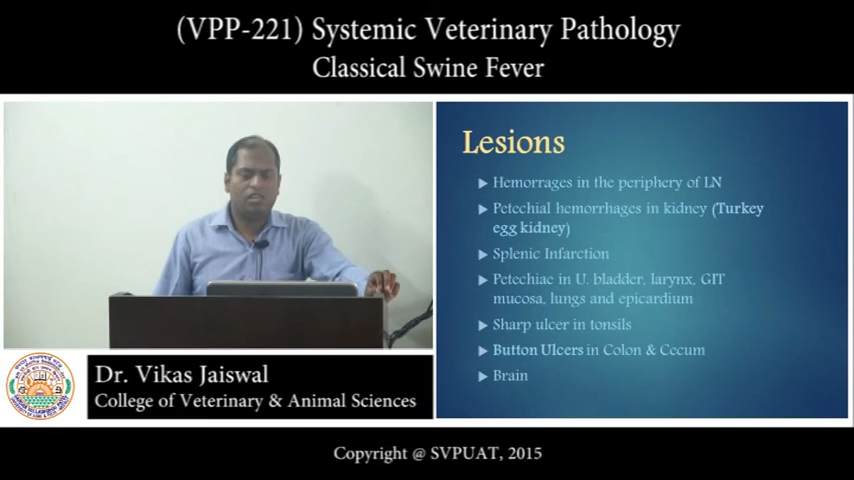 (VPP-221) Systemic Veterinary Pathology
Classical Swine Fever
Lesions
Hemorrages in the periphery of LN
Petechial hemorrhages in kidney (Turkey
egg kidney)
Splenic Infarction
Petechiae in U. bladder, larynx, GIT
mucosa, lungs and epicardium
Sharp ulcer in tonsils
Button Ulcers in Colon & Cecum
Brain
Dr. Vikas Jaiswal
College of Veterinary & Animal Sciences
Copyright @ SVPUAT, 2015